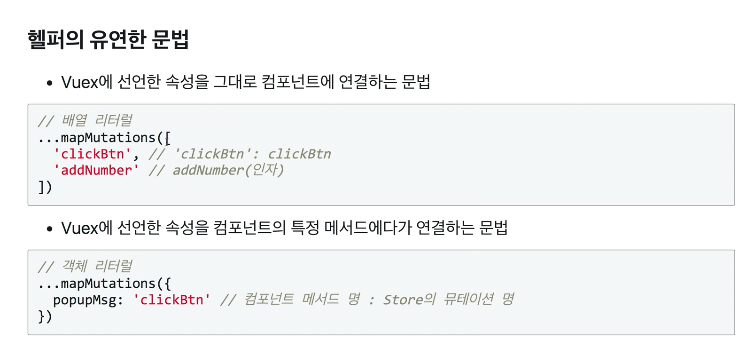 헬퍼의 유연한 문법
• Vuex에 선언한 속성을 그대로 컴포넌트에 연결하는 문법
// 배열 리터럴
...mapMutations([
'clickBtn', // 'clickBtn': clickBtn
'addNumber' // addNumber(인자)
])
• Vuex에 선언한 속성을 컴포넌트의 특정 메서드에다가 연결하는 문법
// 객체 리터럴
...mapMutations({
popupMsg: 'clickBtn' // 컴포넌트 메서드 명 : Store의 뮤테이션 명
})